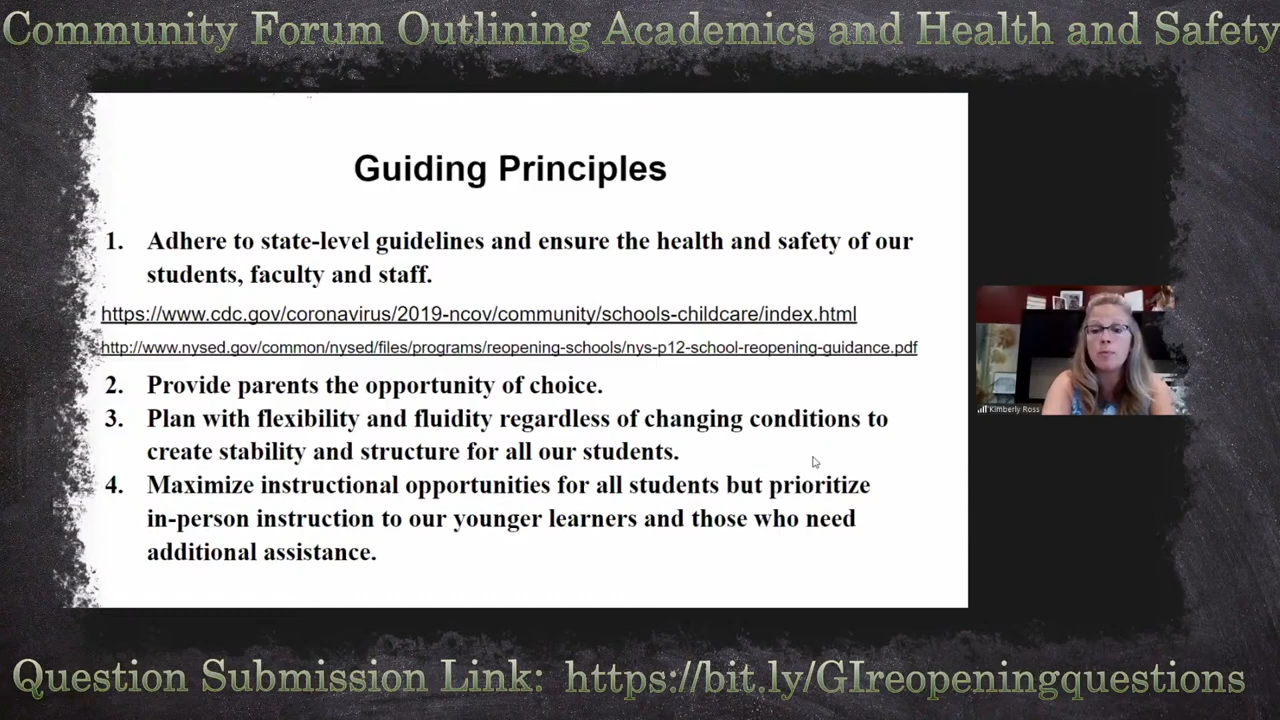 Community Forum Outlining Academics and Health and Safety
Guiding Principles
1. Adhere to state-level guidelines and ensure the health and safety of our
students, faculty and staff.
https://www.cdc.gov/coronavirus/2019-ncov/community/schools-childcare/index.html
http://www.nysed.gov/common/nysed/files/programs/reopening-schools/nys-p12-school-reopening-guidance.pdf
2. Provide parents the opportunity of choice.
3. Plan with flexibility and fluidity regardless of changing conditions to
create stability and structure for all our students.
4. Maximize instructional opportunities for all students but prioritize
in-person instruction to our younger learners and those who need
additional assistance.
Kimberly Ross
Question Submission Link: https://bit.ly/GIreopeningquestions